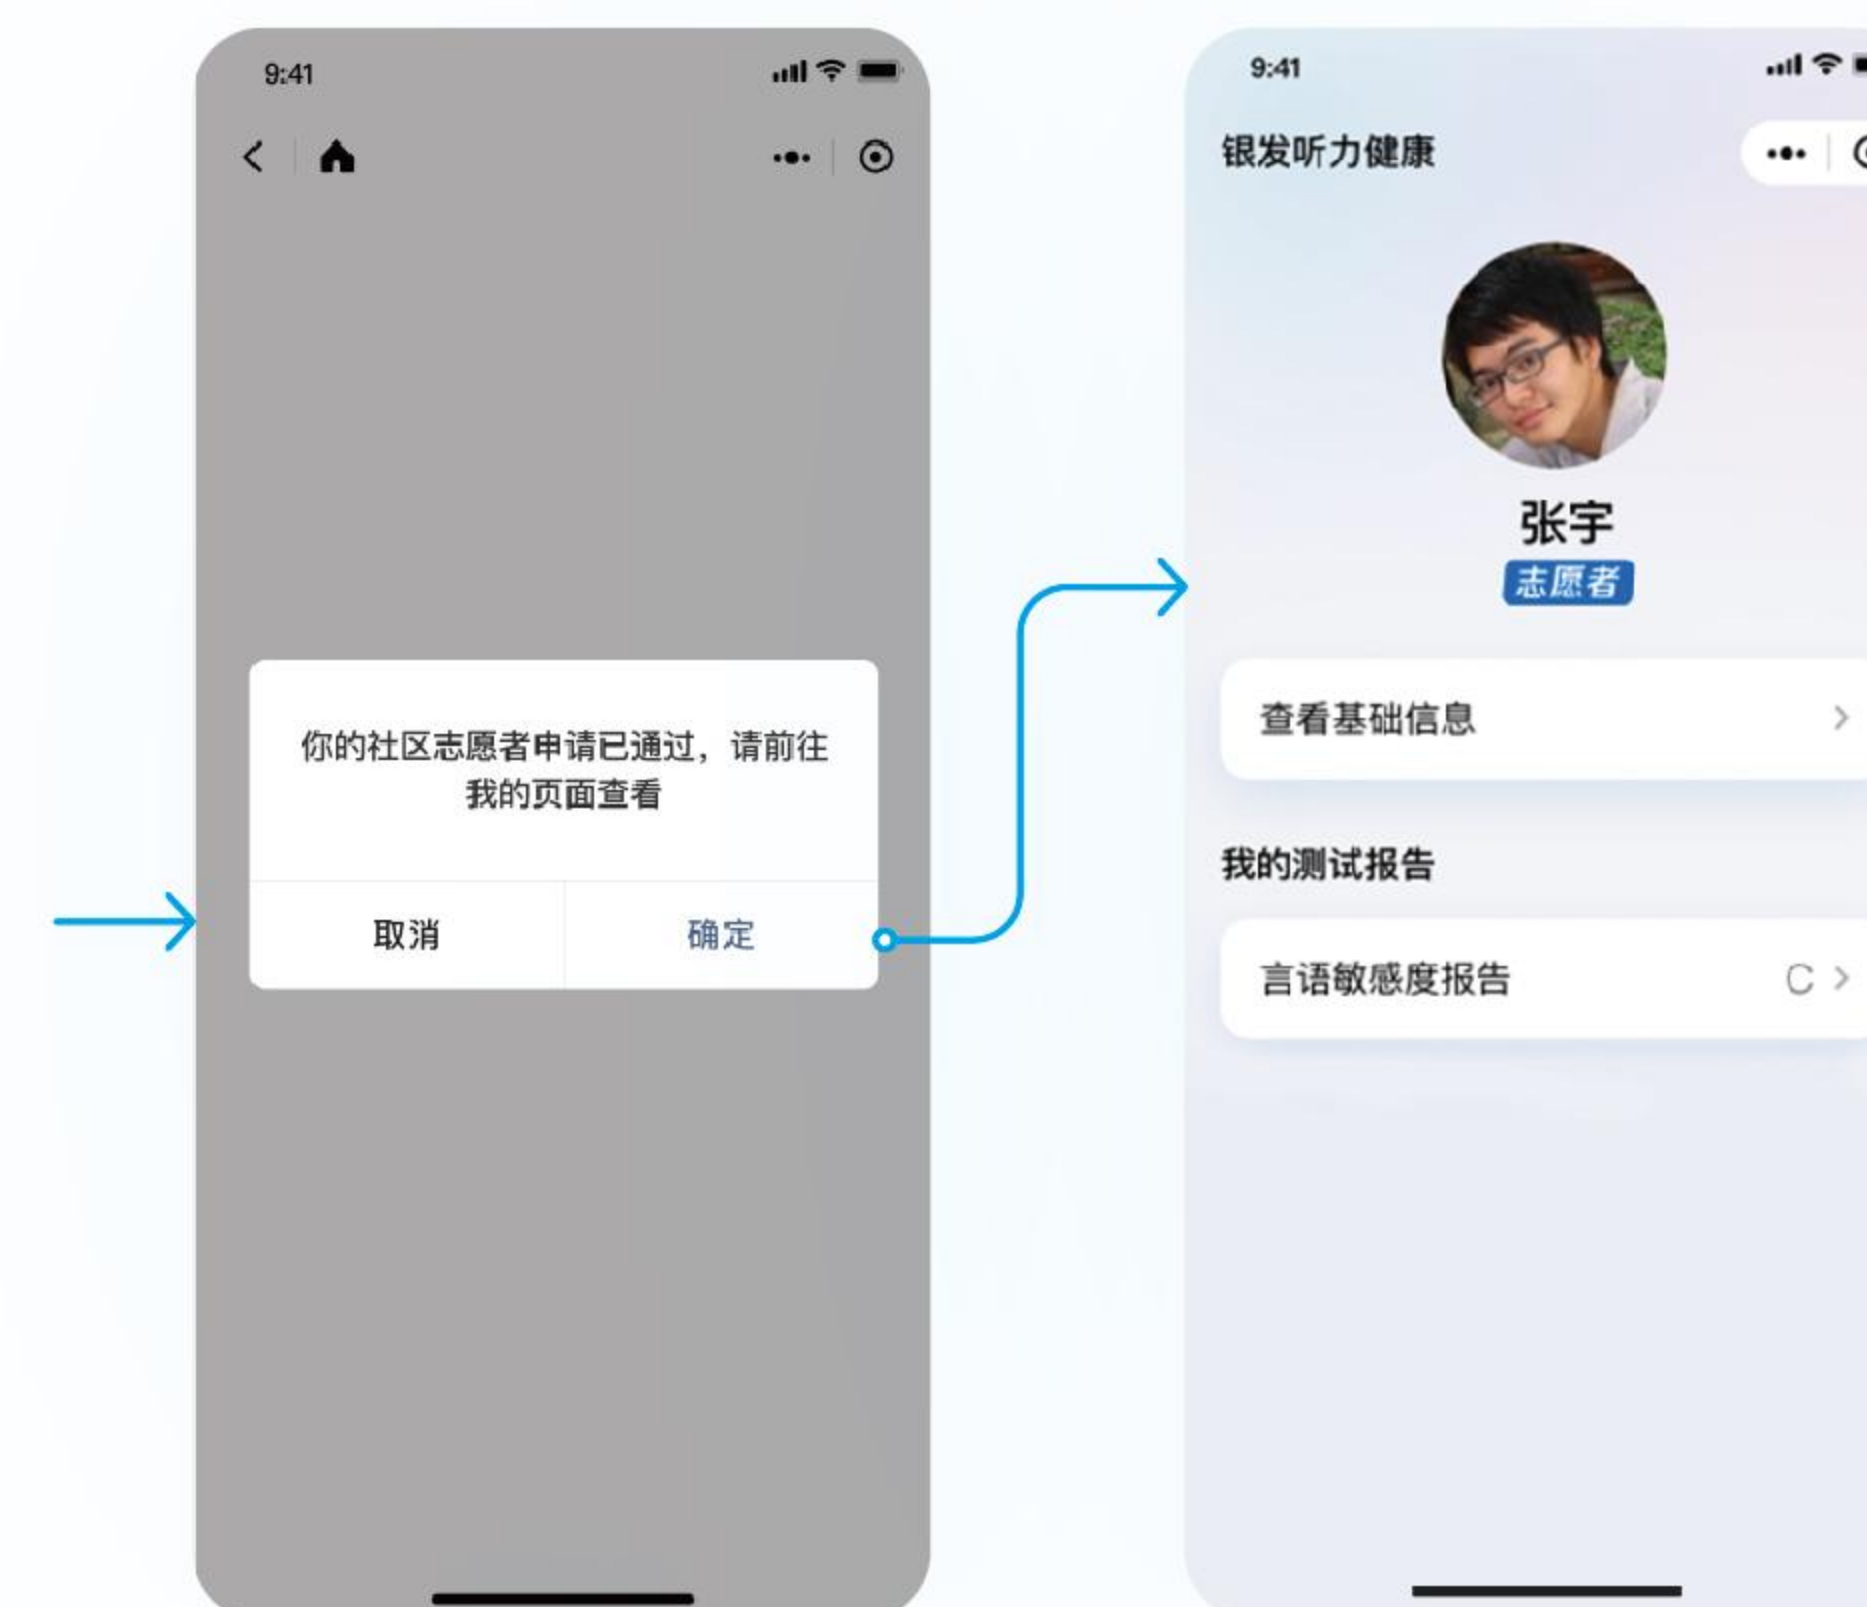 9:41
你的社区志愿者申请已通过，请前往
我的页面查看
取消
确定
9:41
银发听力健康
张宇
志愿者
查看基础信息
我的测试报告
言语敏感度报告
C